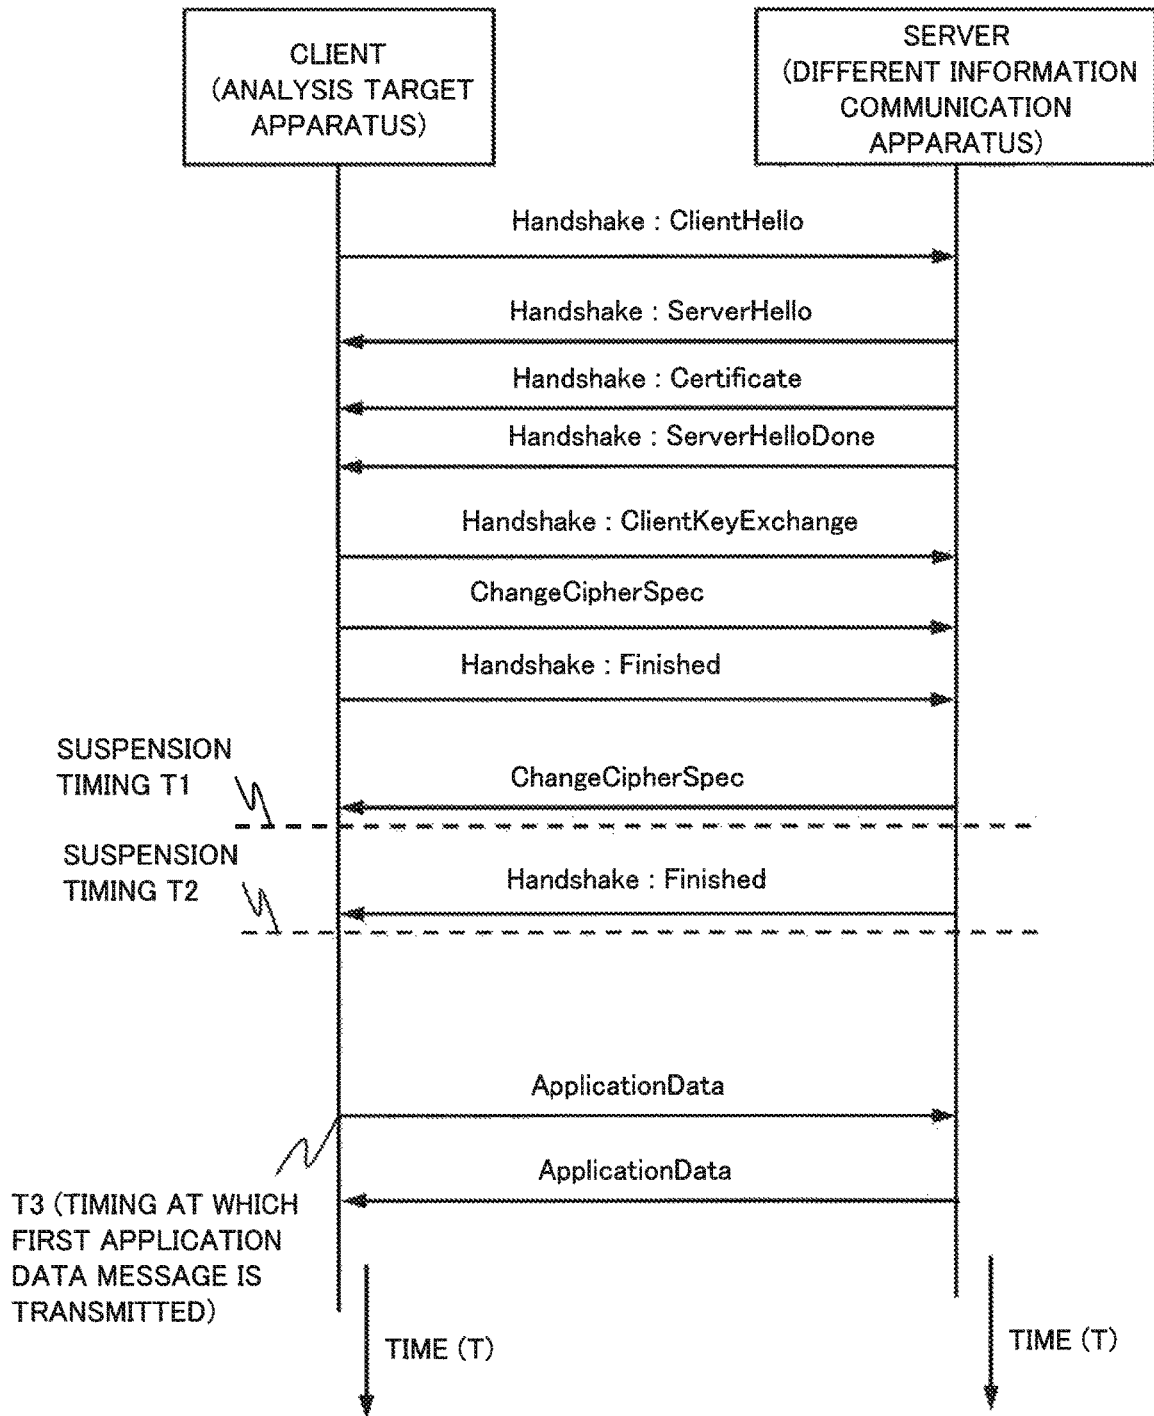 CLIENT
(ANALYSIS TARGET
APPARATUS)
SERVER
(DIFFERENT INFORMATION
COMMUNICATION
APPARATUS)
Handshake : ClientHello
Handshake : ServerHello
Handshake : Certificate
Handshake : ServerHelloDone
Handshake : ClientKeyExchange
ChangeCipherSpec
Handshake : Finished
SUSPENSION
TIMING T1
ChangeCipherSpec
SUSPENSION
TIMING T2
Handshake : Finished
ApplicationData
ApplicationData
T3 (TIMING AT WHICH
FIRST APPLICATION
DATA MESSAGE IS
TRANSMITTED)
TIME (T)
TIME (T)